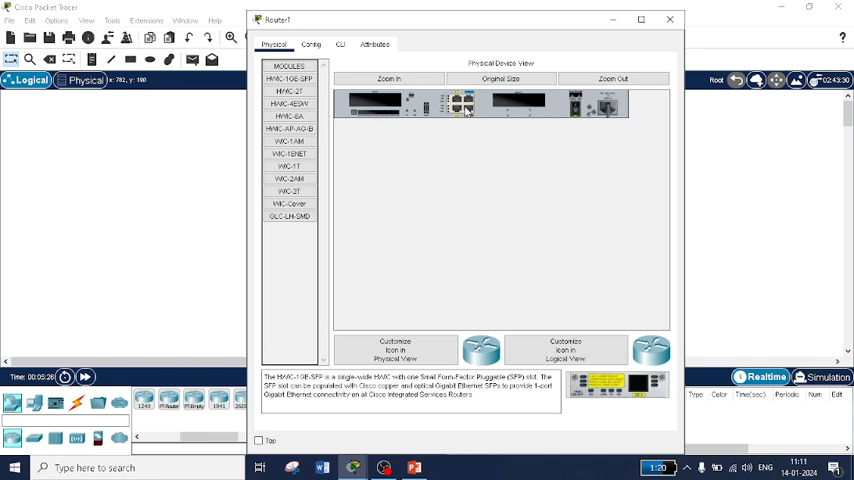 Cisco Packet Tracer
File Edit Options View Tools Extensions Window Help
Logical Physical x: 782, y: 190
Root 02:43:30
Router1
Physical Config CLI Attributes
MODULES
HWIC-1GE-SFP
HWIC-2T
HWIC-4ESW
HWIC-8A
HWIC-AP-AG-B
WIC-1AM
WIC-1ENET
WIC-1T
WIC-2AM
WIC-2T
WIC-Cover
GLC-LH-SMD
Physical Device View
Zoom In Original Size Zoom Out
Customize
Icon in
Physical View
Customize
Icon in
Logical View
The HWIC-1GE-SFP is a single-wide HWIC with one Small Form-Factor Pluggable (SFP) slot. The
SFP slot can be populated with Cisco copper and optical Gigabit Ethernet SFPs to provide 1-port
Gigabit Ethernet connectivity on all Cisco Integrated Services Routers.
Top
Time: 00:05:26
Realtime Simulation
1240 PT-Router PT-Empty 1941
Type Color Time(sec) Periodic Num Edit
Type here to search
1:20
ENG
11:11
14-01-2024